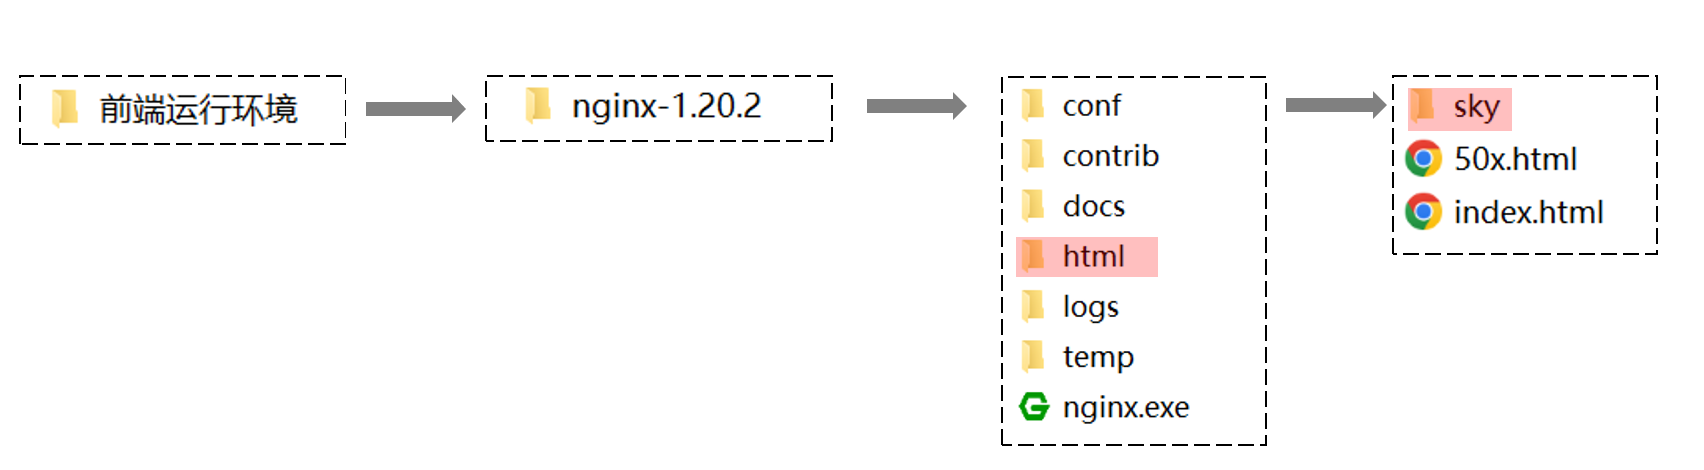 前端运行环境
nginx-1.20.2
conf
contrib
docs
html
logs
temp
nginx.exe
sky
50x.html
index.html